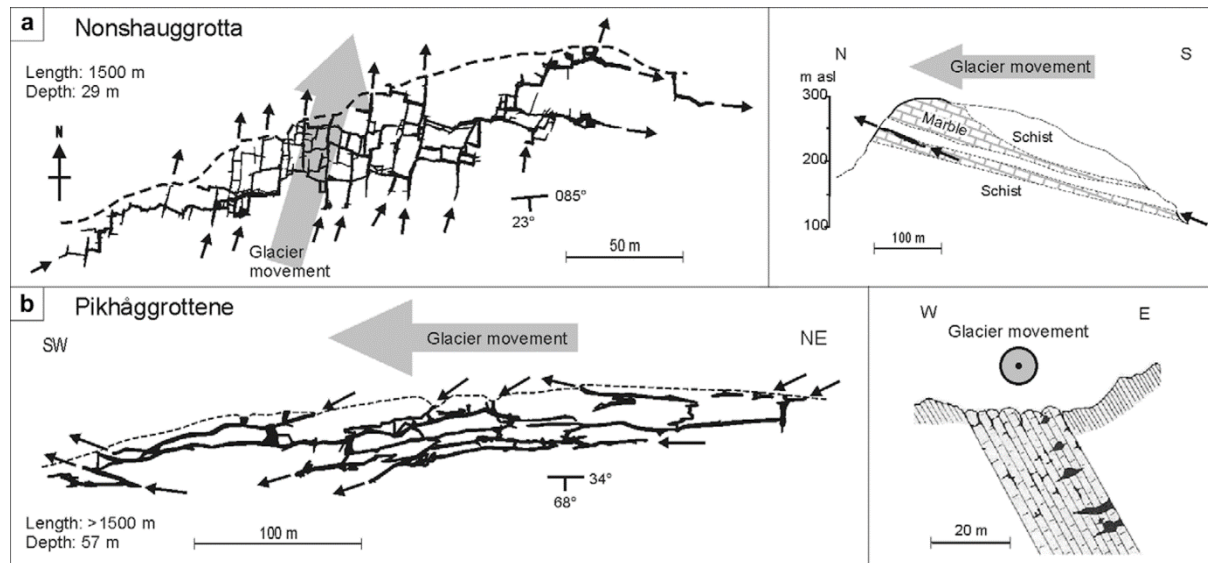 a Nonshauggrotta
Length: 1500 m
Depth: 29 m
N
Glacier
movement
085°
23°
50 m
N
S
Glacier movement
m asl
300
200
100
Marble
Schist
Schist
100 m
b Pikhåggrottene
SW
NE
Glacier movement
34°
68°
Length: >1500 m
Depth: 57 m
100 m
W
E
Glacier movement
20 m